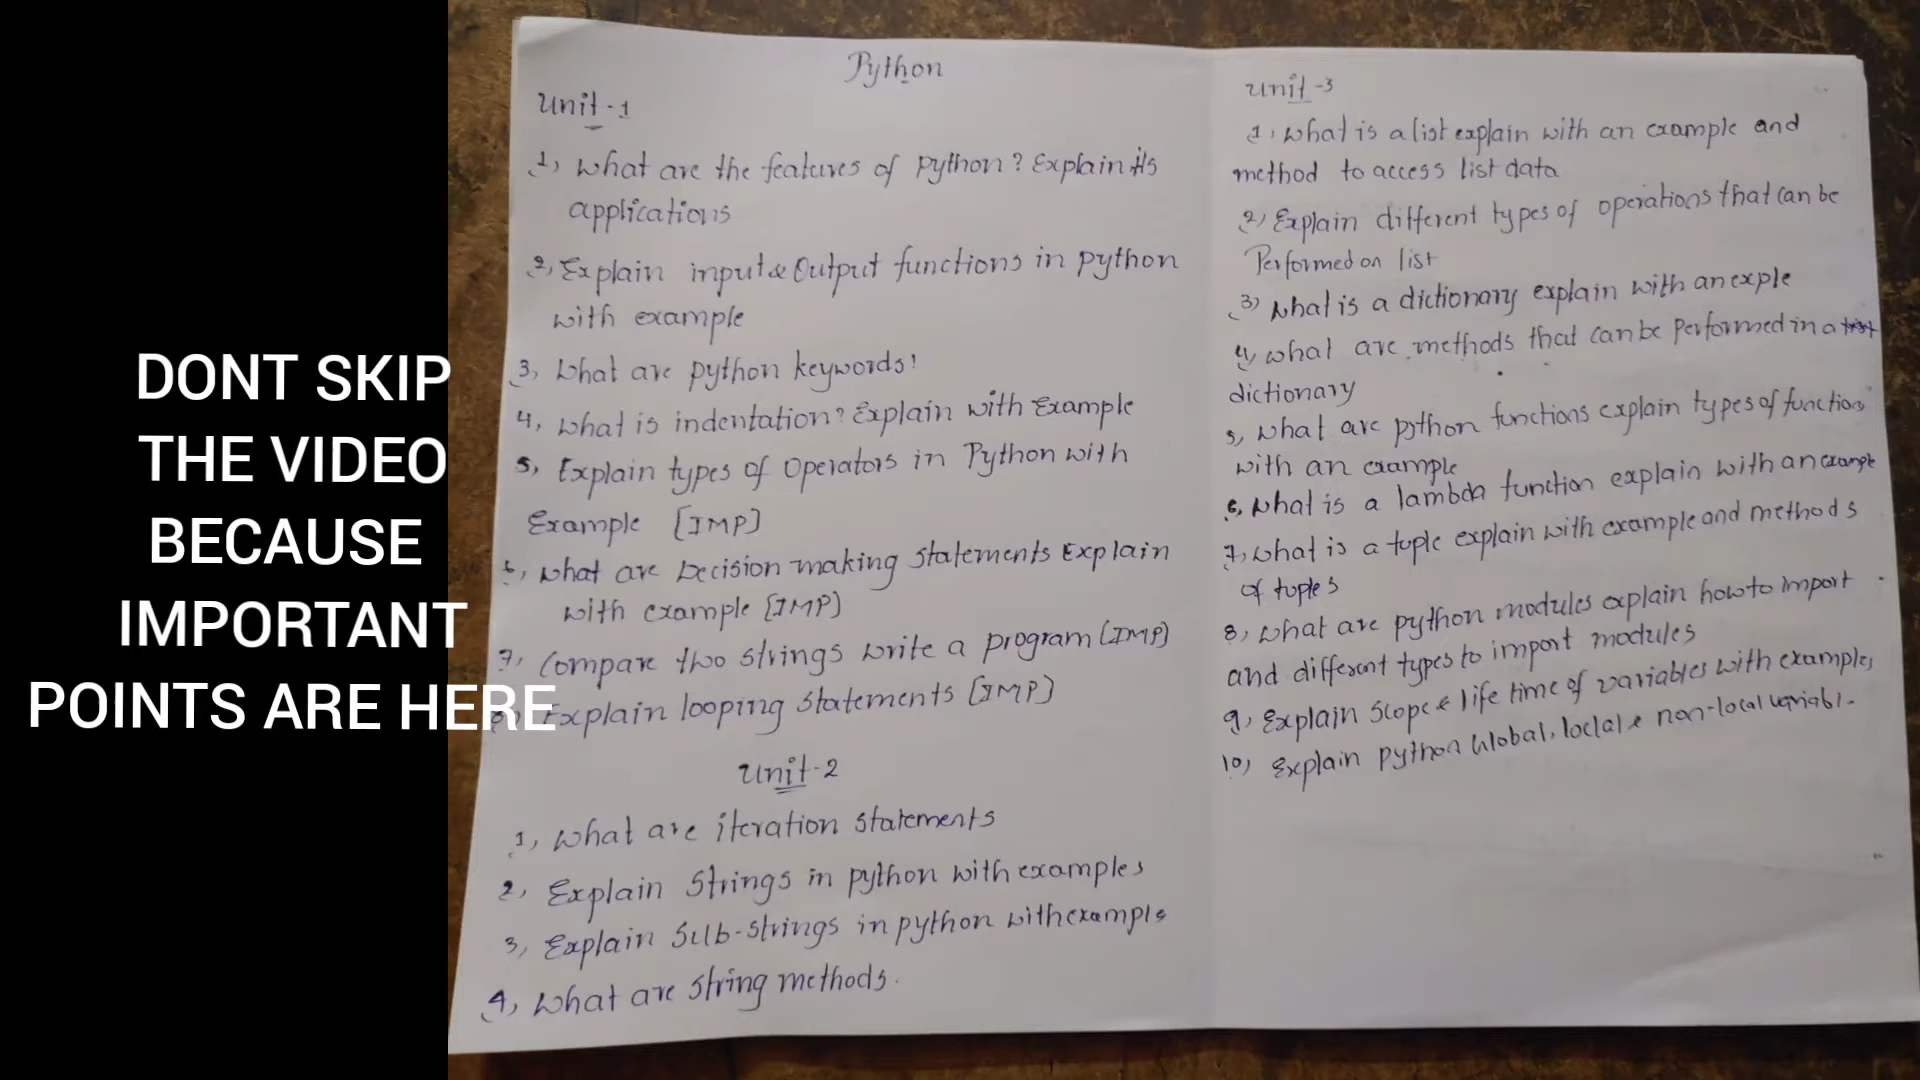 DONT SKIP
THE VIDEO
BECAUSE
IMPORTANT
POINTS ARE HERE
Python
Unit-1
1, What are the features of python? Explain its
applications
2, Explain input & Output functions in python
with example
3, What are python keywords!
4, What is indentation? Explain with Example
5, Explain types of Operators in Python with
Example [IMP]
6, What are Decision making statements Explain
with example [IMP]
7, Compare two strings write a program [IMP]
8, Explain looping statements [IMP]
Unit-2
1, What are iteration statements
2, Explain Strings in python with examples
3, Explain Sub-strings in python with example
4, What are string methods.
Unit-3
1, What is a list explain with an example and
method to access list data
2, Explain different types of operations that can be
Performed on list
3, What is a dictionary explain with an exple
4, what are methods that can be performed in a
dictionary
5, What are python functions explain types of functions
with an example
6, What is a lambda function explain with an example
7, What is a tuple explain with example and methods
of tuples
8, What are python modules explain how to import
and different types to import modules
9, Explain Scope & life time of variables with examples
10, Explain python Global, loclal & non-local variabl.